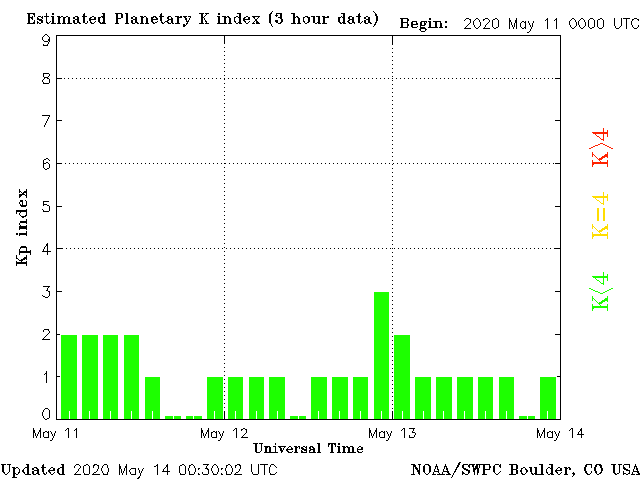 Estimated Planetary K index (3 hour data)
Begin: 2020 May 11 0000 UTC
9
8
7
6
5
4
3
2
1
0
Kp index
May 11
May 12
May 13
May 14
Universal Time
K>4
K=4
K<4
Updated 2020 May 14 00:30:02 UTC
NOAA/SWPC Boulder, CO USA